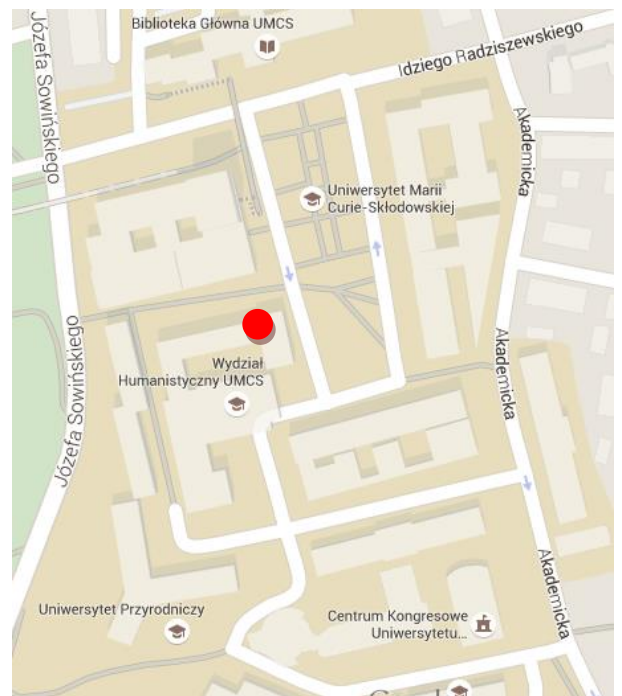 Biblioteka Główna UMCS
Idziego Radziszewskiego
Józefa Sowińskiego
Akademicka
Uniwersytet Marii
Curie-Skłodowskiej
Józefa Sowińskiego
Akademicka
Wydział
Humanistyczny UMCS
Akademicka
Uniwersytet Przyrodniczy
Centrum Kongresowe
Uniwersytetu...